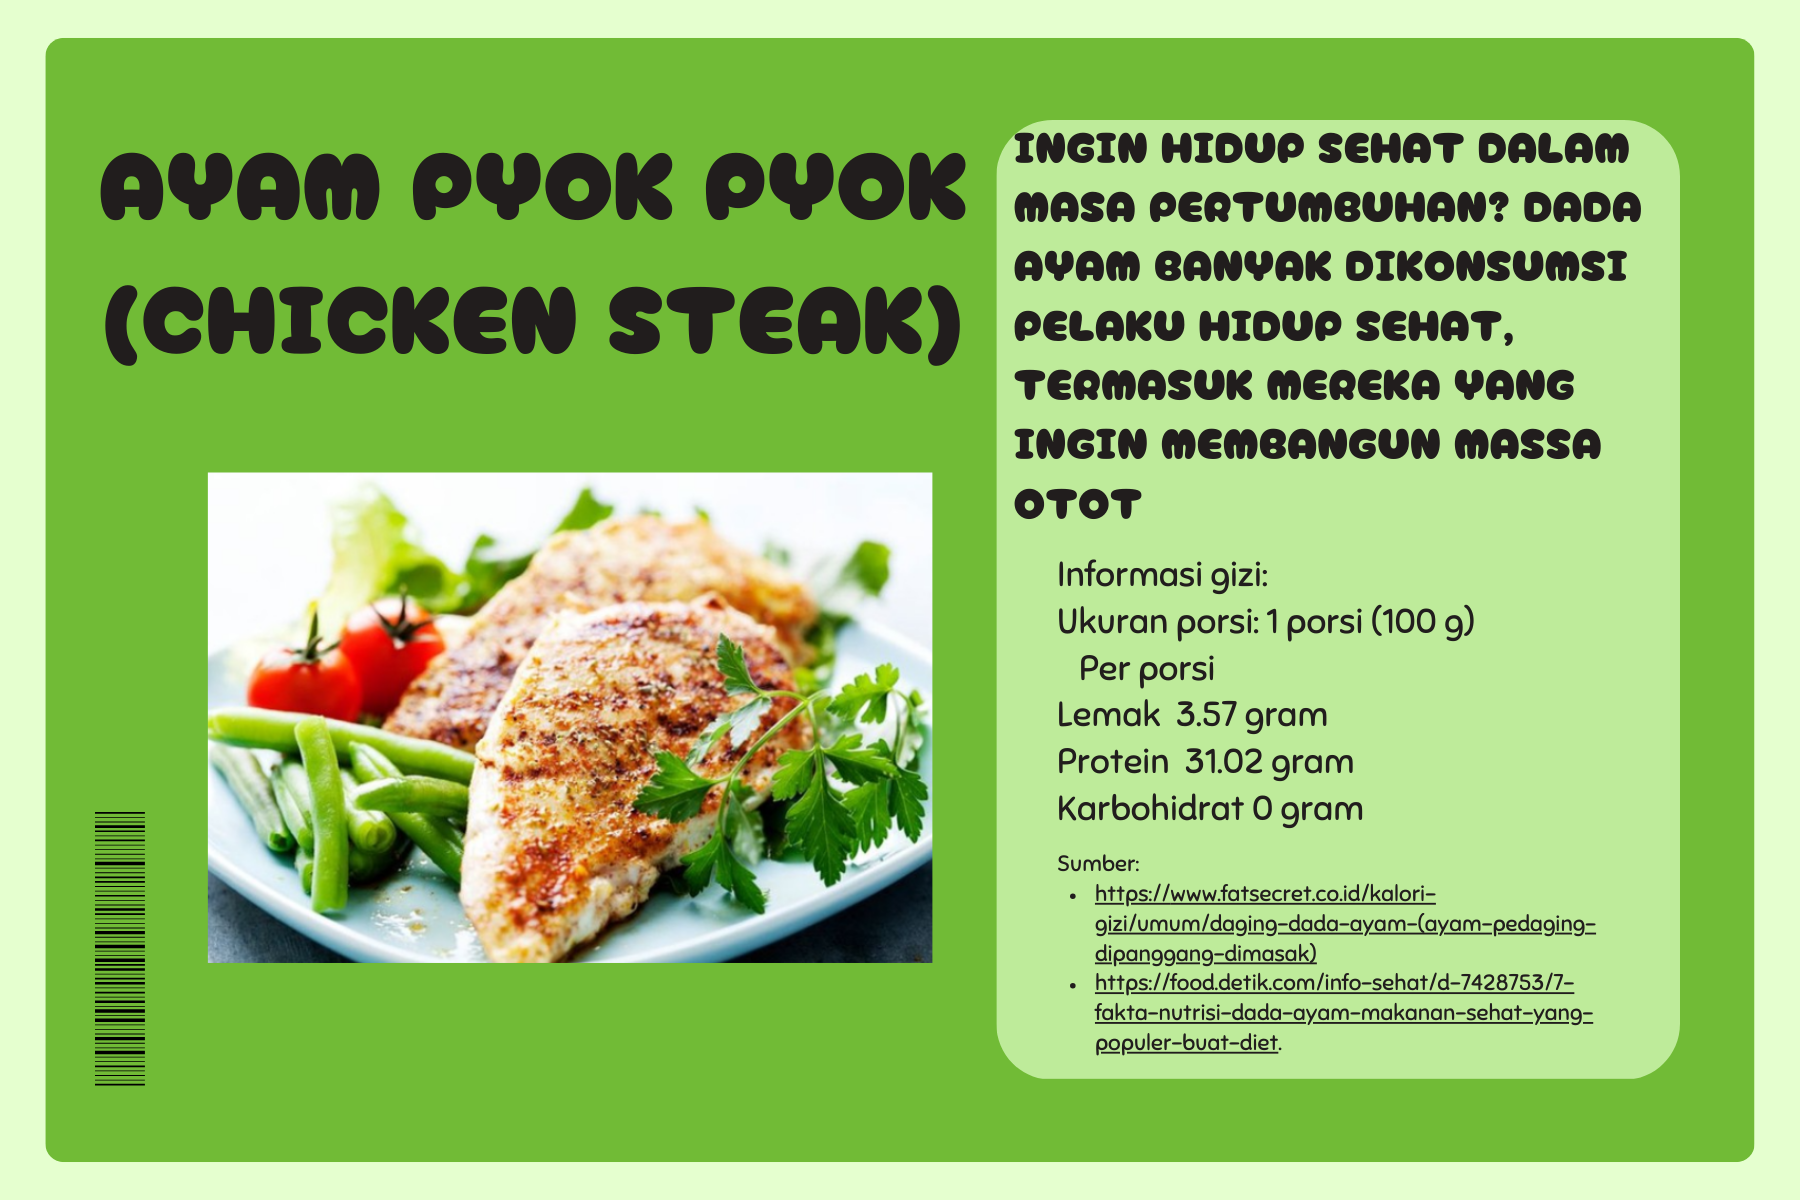 AYAM PYOK PYOK
(CHICKEN STEAK)
INGIN HIDUP SEHAT DALAM
MASA PERTUMBUHAN? DADA
AYAM BANYAK DIKONSUMSI
PELAKU HIDUP SEHAT,
TERMASUK MEREKA YANG
INGIN MEMBANGUN MASSA
OTOT
Informasi gizi:
Ukuran porsi: 1 porsi (100 g)
Per porsi
Lemak  3.57 gram
Protein  31.02 gram
Karbohidrat 0 gram
Sumber:
• https://www.fatsecret.co.id/kalori-
gizi/umum/daging-dada-ayam-(ayam-pedaging-
dipanggang-dimasak)
• https://food.detik.com/info-sehat/d-7428753/7-
fakta-nutrisi-dada-ayam-makanan-sehat-yang-
populer-buat-diet.